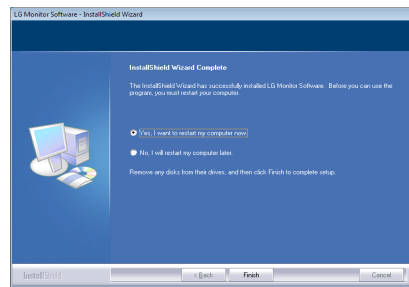 LG Monitor Software - InstallShield Wizard
InstallShield Wizard Complete
The InstallShield Wizard has successfully installed LG Monitor Software. Before you can use the
program, you must restart your computer.
Yes, I want to restart my computer now.
No, I will restart my computer later.
Remove any disks from their drives, and then click Finish to complete setup.
InstallShield
< Back Finish Cancel